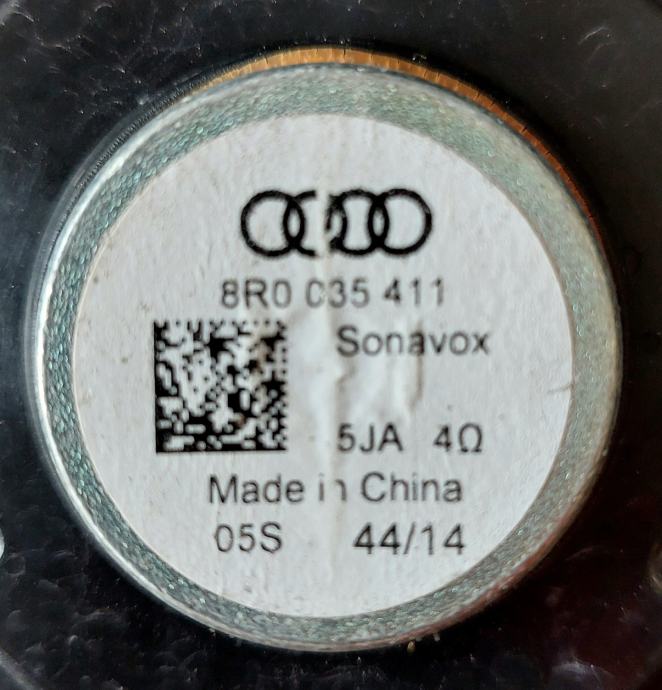 8R0 035 411
Sonavox
5JA 4Ω
Made in China
05S 44/14